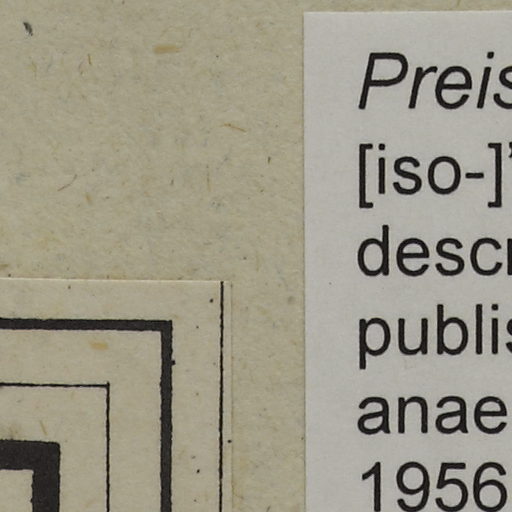 Preis
[iso-]’
descr
publis
anae
1956